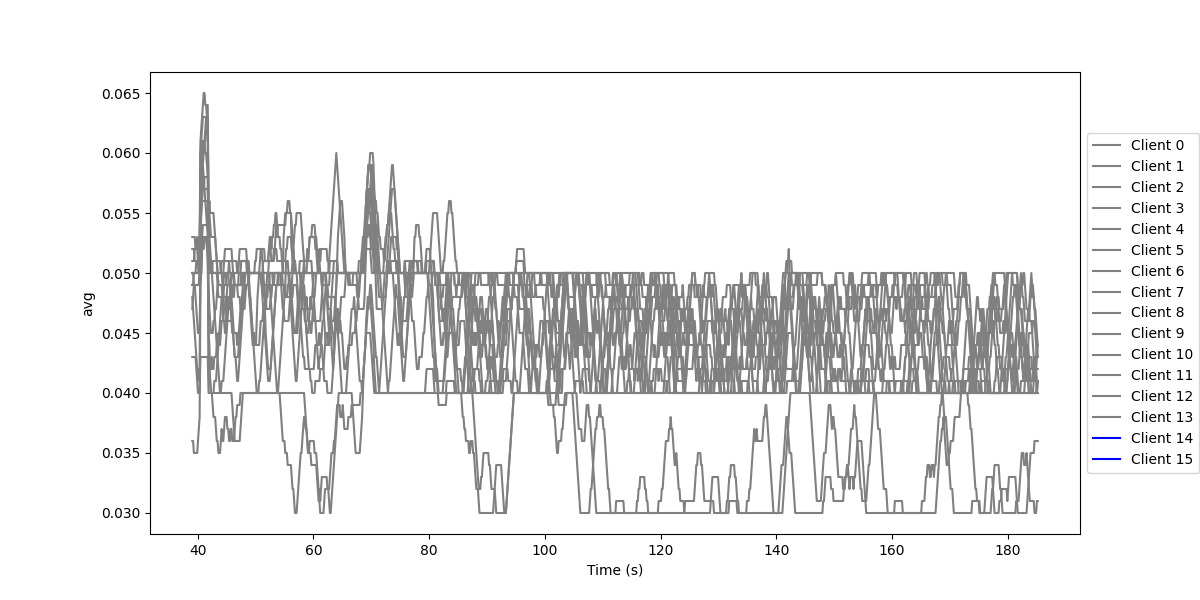 0.065
0.060
0.055
0.050
0.045
0.040
0.035
0.030
avg
40 60 80 100 120 140 160 180
Time (s)
Client 0
Client 1
Client 2
Client 3
Client 4
Client 5
Client 6
Client 7
Client 8
Client 9
Client 10
Client 11
Client 12
Client 13
Client 14
Client 15